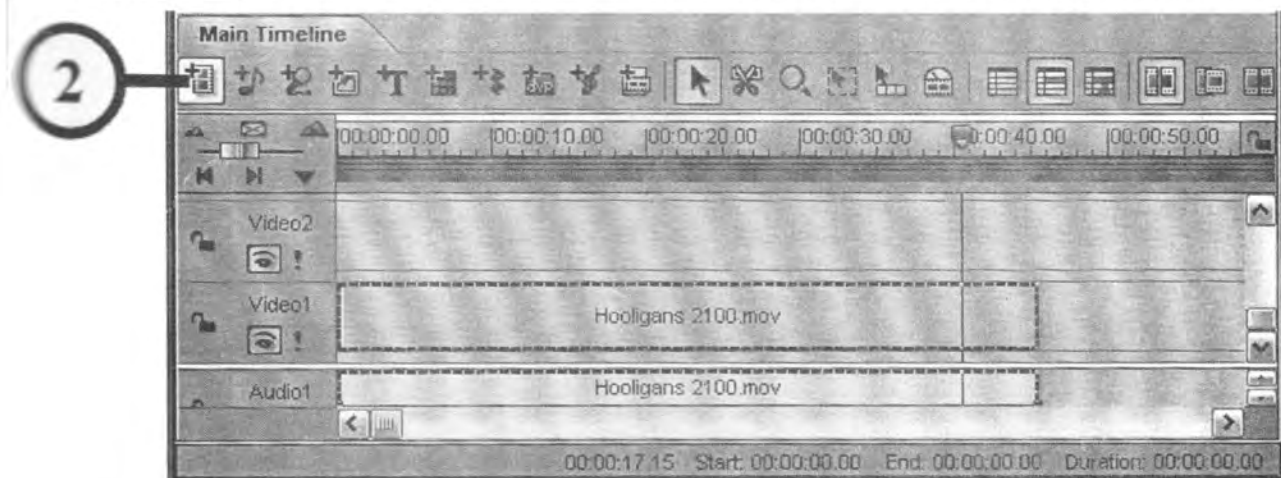 Main Timeline
2
T
dvp
00:00:00.00 00:00:10.00 00:00:20.00 00:00:30.00 0:00:40.00 00:00:50.00
Video2
Video1
Hooligans 2100.mov
Audio1
Hooligans 2100.mov
00:00:17.15 Start: 00:00:00.00 End: 00:00:00.00 Duration: 00:00:00.00